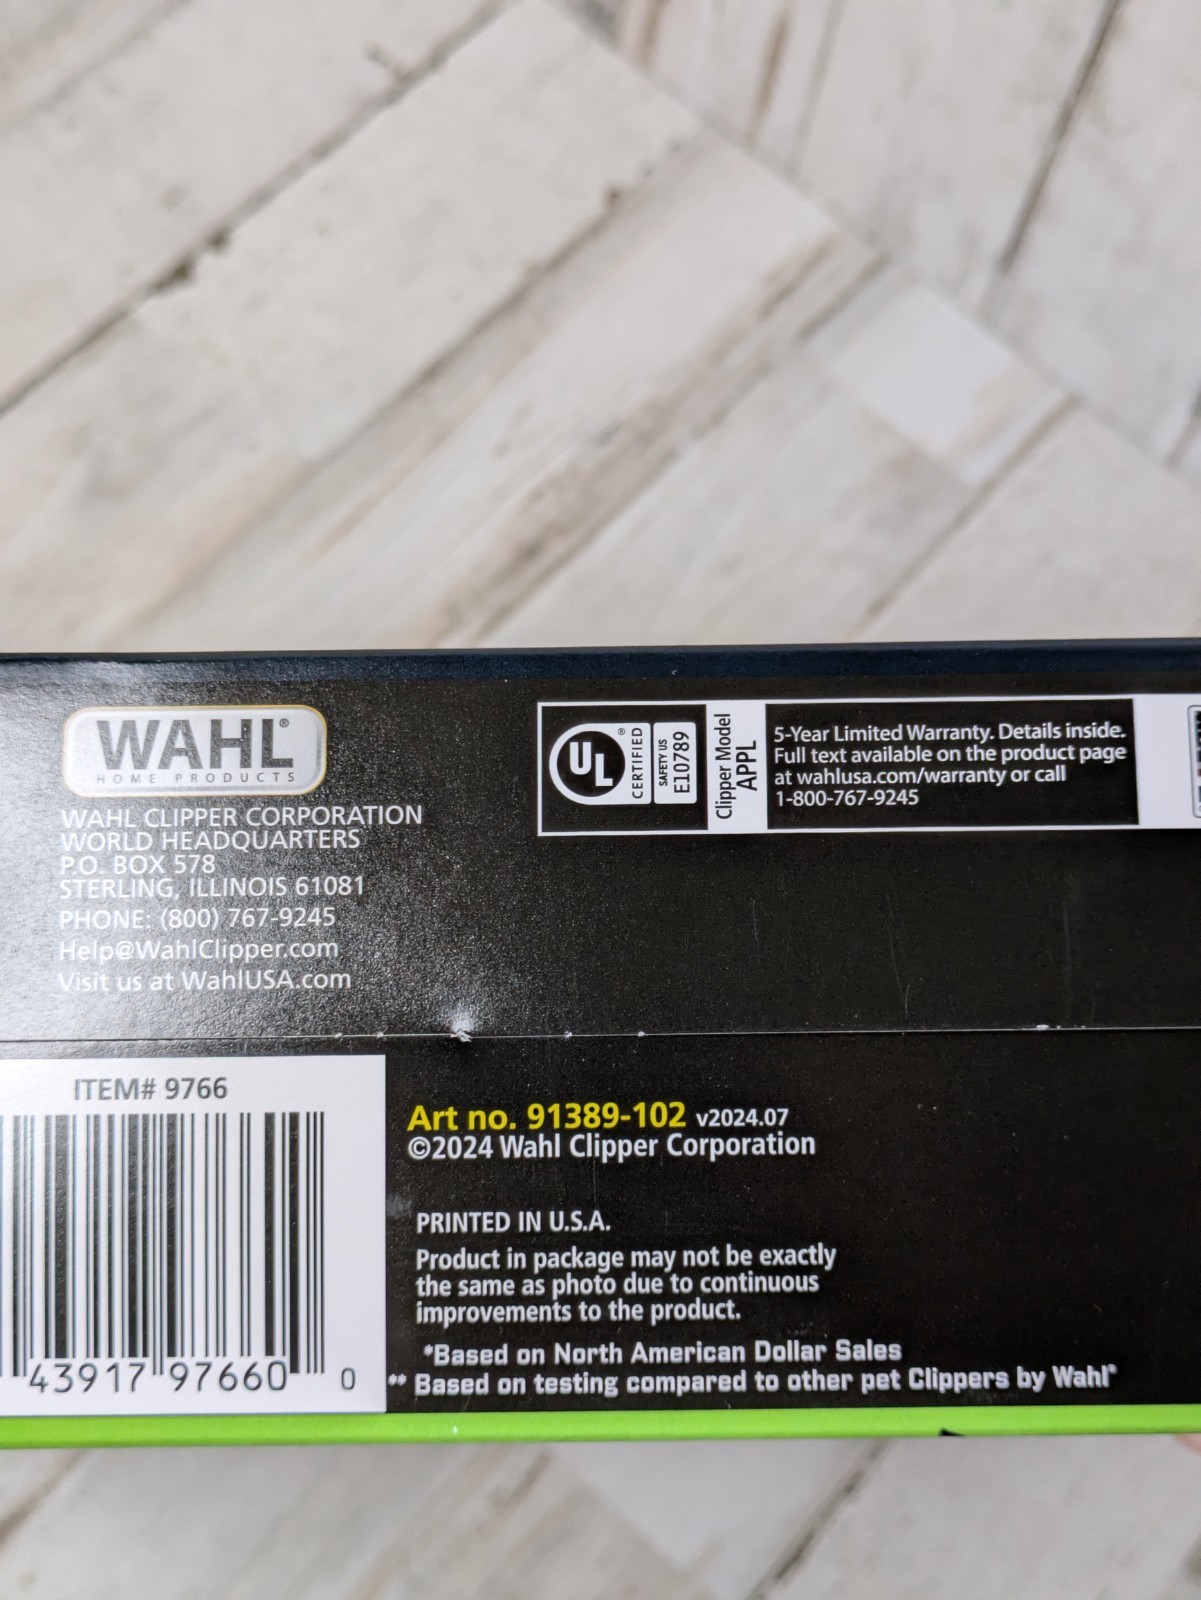 WAHL®
HOME PRODUCTS
WAHL CLIPPER CORPORATION
WORLD HEADQUARTERS
P.O. BOX 578
STERLING, ILLINOIS 61081
PHONE: (800) 767-9245
Help@WahlClipper.com
Visit us at WahlUSA.com
UL®
CERTIFIED
SAFETY US
E10789
Clipper Model
APPL
5-Year Limited Warranty. Details inside.
Full text available on the product page
at wahlusa.com/warranty or call
1-800-767-9245
ITEM# 9766
43917 97660 0
Art no. 91389-102 v2024.07
©2024 Wahl Clipper Corporation
PRINTED IN U.S.A.
Product in package may not be exactly
the same as photo due to continuous
improvements to the product.
*Based on North American Dollar Sales
** Based on testing compared to other pet Clippers by Wahl®